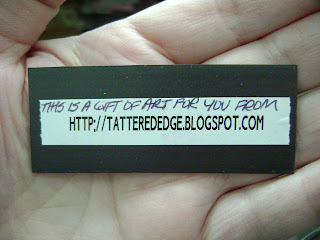 THIS IS A GIFT OF ART FOR YOU FROM
HTTP://TATTEREDEDGE.BLOGSPOT.COM